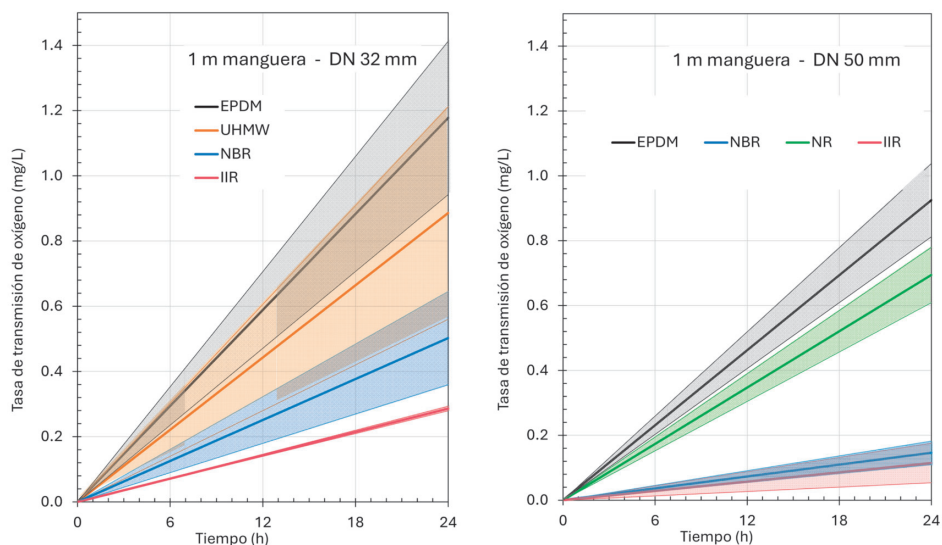 1 m manguera - DN 32 mm
EPDM
UHMW
NBR
IIR
Tasa de transmisión de oxígeno (mg/L)
1.4
1.2
1.0
0.8
0.6
0.4
0.2
0.0
0 6 12 18 24
Tiempo (h)
1 m manguera - DN 50 mm
EPDM NBR NR IIR
Tasa de transmisión de oxígeno (mg/L)
1.4
1.2
1.0
0.8
0.6
0.4
0.2
0.0
0 6 12 18 24
Tiempo (h)